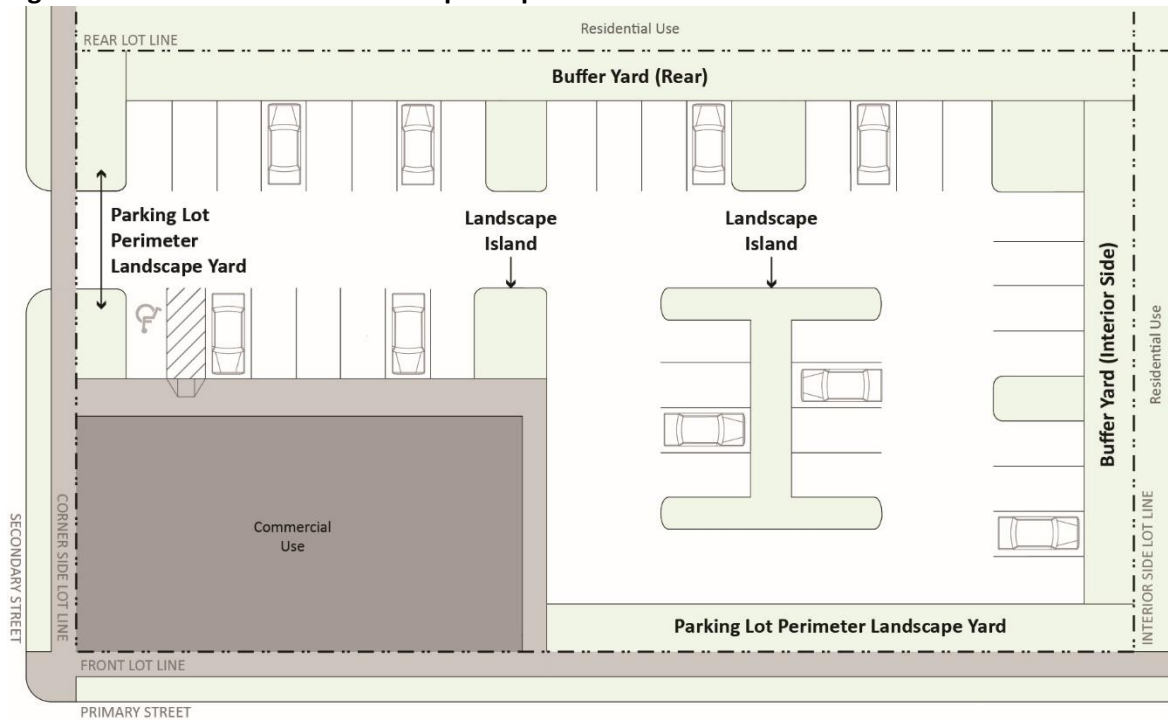 Residential Use
REAR LOT LINE
Buffer Yard (Rear)
Parking Lot
Perimeter
Landscape Yard
Landscape
Island
Landscape
Island
Buffer Yard (Interior Side)
Residential Use
Commercial
Use
SECONDARY STREET
CORNER SIDE LOT LINE
INTERIOR SIDE LOT LINE
Parking Lot Perimeter Landscape Yard
FRONT LOT LINE
PRIMARY STREET